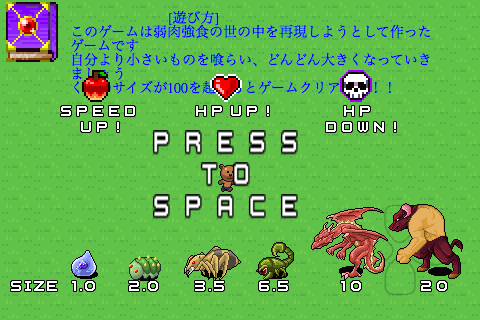 [遊び方]
このゲームは弱肉強食の世の中を再現しようとして作った
ゲームです
自分より小さいものを喰らい、どんどん大きくなっていき
ま う
く サイズが100を超 とゲームクリア ！！
SPEED UP!
HP UP!
HP DOWN!
PRESS
TO
SPACE
SIZE 1.0 2.0 3.5 6.5 10 20